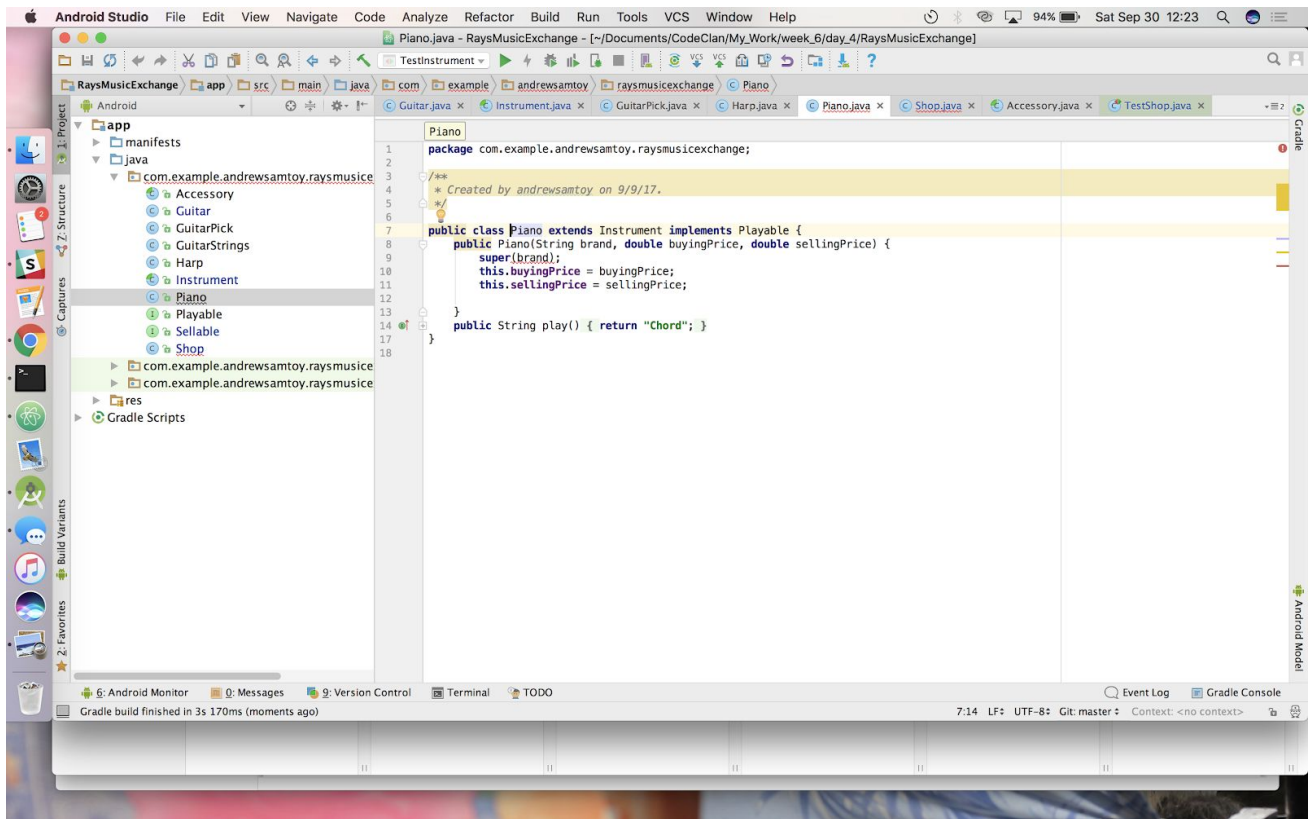 Android Studio File Edit View Navigate Code Analyze Refactor Build Run Tools VCS Window Help 94% Sat Sep 30 12:23
Piano.java - RaysMusicExchange - [~/Documents/CodeClan/My_Work/week_6/day_4/RaysMusicExchange]
TestInstrument
RaysMusicExchange app src main java com example andrewsamtoy raysmusicexchange Piano
Android
Guitar.java Instrument.java GuitarPick.java Harp.java Piano.java Shop.java Accessory.java TestShop.java
1: Project
Z: Structure
Captures
Build Variants
2: Favorites
app
manifests
java
com.example.andrewsamtoy.raysmusice
Accessory
Guitar
GuitarPick
GuitarStrings
Harp
Instrument
Piano
Playable
Sellable
Shop
com.example.andrewsamtoy.raysmusice
com.example.andrewsamtoy.raysmusice
res
Gradle Scripts
Piano
1 package com.example.andrewsamtoy.raysmusicexchange;
2
3 /**
4 * Created by andrewsamtoy on 9/9/17.
5 */
6
7 public class Piano extends Instrument implements Playable {
8 public Piano(String brand, double buyingPrice, double sellingPrice) {
9 super(brand);
10 this.buyingPrice = buyingPrice;
11 this.sellingPrice = sellingPrice;
12
13 }
14 public String play() { return "Chord"; }
17 }
18
Gradle
Android Model
6: Android Monitor 0: Messages 9: Version Control Terminal TODO Event Log Gradle Console
Gradle build finished in 3s 170ms (moments ago) 7:14 LF UTF-8 Git: master Context: <no context>